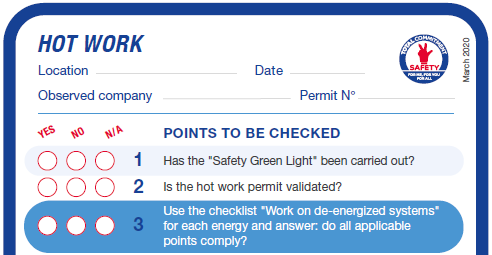 HOT WORK
TOTAL COMMITMENT
SAFETY
FOR ME, FOR YOU
FOR ALL
March 2020
Location
Date
Observed company
Permit N°
YES NO N/A
POINTS TO BE CHECKED
1 Has the "Safety Green Light" been carried out?
2 Is the hot work permit validated?
3 Use the checklist "Work on de-energized systems"
for each energy and answer: do all applicable
points comply?